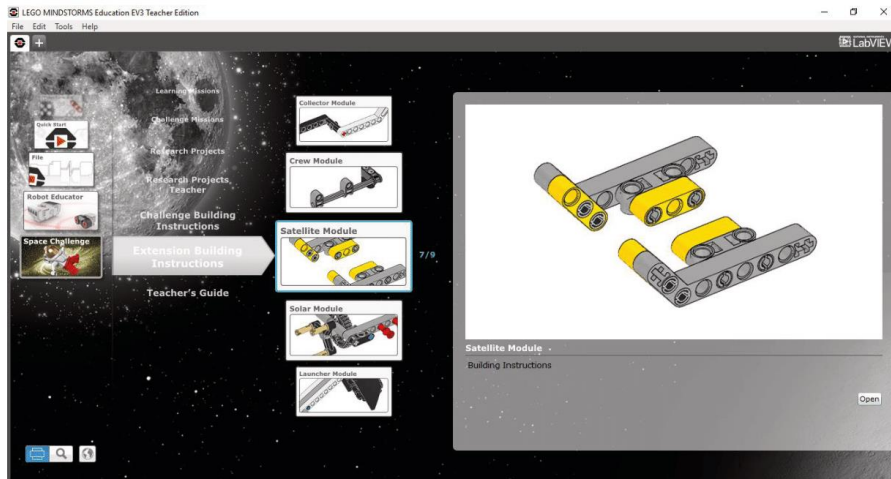 LEGO MINDSTORMS Education EV3 Teacher Edition
File Edit Tools Help
+
LabVIEW
Quick Start
File
Robot Educator
Space Challenge
Learning Missions
Challenge Missions
Research Projects
Research Projects,
Teacher
Challenge Building
Instructions
Extension Building
Instructions
Teacher's Guide
Collector Module
Crew Module
Satellite Module
7/9
Solar Module
Launcher Module
Satellite Module
Building Instructions
Open